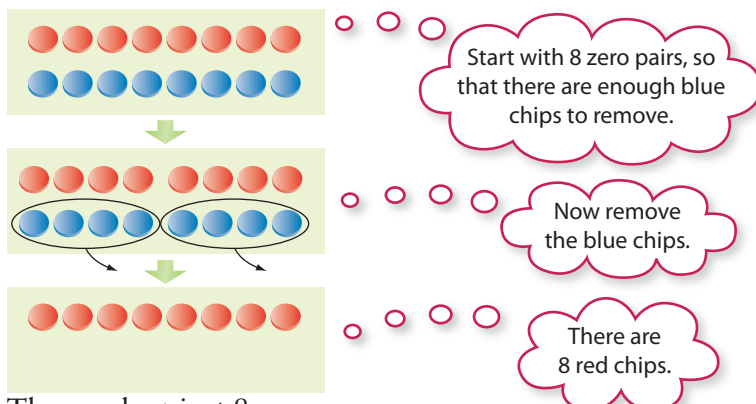 Start with 8 zero pairs, so
that there are enough blue
chips to remove.
Now remove
the blue chips.
There are
8 red chips.